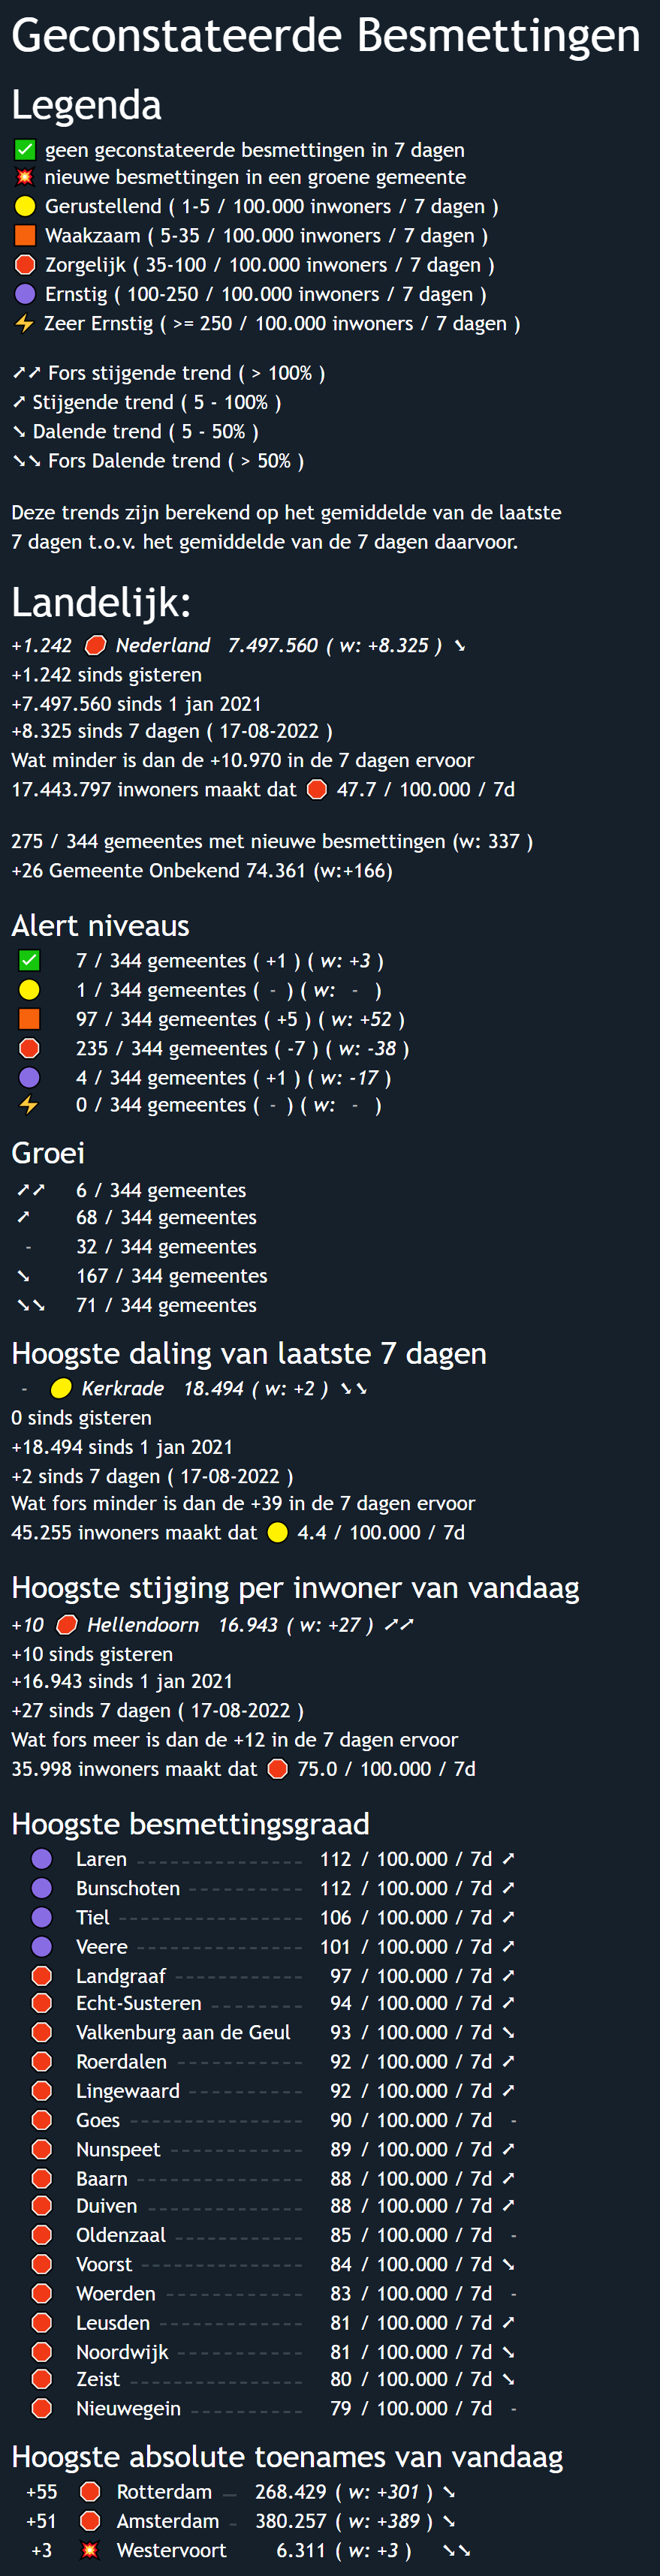 Geconstateerde Besmettingen
Legenda
✅ geen geconstateerde besmettingen in 7 dagen
💥 nieuwe besmettingen in een groene gemeente
🟡 Gerustellend ( 1-5 / 100.000 inwoners / 7 dagen )
🟧 Waakzaam ( 5-35 / 100.000 inwoners / 7 dagen )
🛑 Zorgelijk ( 35-100 / 100.000 inwoners / 7 dagen )
🟣 Ernstig ( 100-250 / 100.000 inwoners / 7 dagen )
⚡ Zeer Ernstig ( >= 250 / 100.000 inwoners / 7 dagen )
➚➚ Fors stijgende trend ( > 100% )
➚ Stijgende trend ( 5 - 100% )
➘ Dalende trend ( 5 - 50% )
➘➘ Fors Dalende trend ( > 50% )
Deze trends zijn berekend op het gemiddelde van de laatste
7 dagen t.o.v. het gemiddelde van de 7 dagen daarvoor.
Landelijk:
+1.242 🛑 Nederland 7.497.560 ( w: +8.325 ) ➘
+1.242 sinds gisteren
+7.497.560 sinds 1 jan 2021
+8.325 sinds 7 dagen ( 17-08-2022 )
Wat minder is dan de +10.970 in de 7 dagen ervoor
17.443.797 inwoners maakt dat 🛑 47.7 / 100.000 / 7d
275 / 344 gemeentes met nieuwe besmettingen (w: 337 )
+26 Gemeente Onbekend 74.361 (w:+166)
Alert niveaus
✅ 7 / 344 gemeentes ( +1 ) ( w: +3 )
🟡 1 / 344 gemeentes ( - ) ( w: - )
🟧 97 / 344 gemeentes ( +5 ) ( w: +52 )
🛑 235 / 344 gemeentes ( -7 ) ( w: -38 )
🟣 4 / 344 gemeentes ( +1 ) ( w: -17 )
⚡ 0 / 344 gemeentes ( - ) ( w: - )
Groei
➚➚ 6 / 344 gemeentes
➚ 68 / 344 gemeentes
- 32 / 344 gemeentes
➘ 167 / 344 gemeentes
➘➘ 71 / 344 gemeentes
Hoogste daling van laatste 7 dagen
- 🟡 Kerkrade 18.494 ( w: +2 ) ➘➘
0 sinds gisteren
+18.494 sinds 1 jan 2021
+2 sinds 7 dagen ( 17-08-2022 )
Wat fors minder is dan de +39 in de 7 dagen ervoor
45.255 inwoners maakt dat 🟡 4.4 / 100.000 / 7d
Hoogste stijging per inwoner van vandaag
+10 🛑 Hellendoorn 16.943 ( w: +27 ) ➚➚
+10 sinds gisteren
+16.943 sinds 1 jan 2021
+27 sinds 7 dagen ( 17-08-2022 )
Wat fors meer is dan de +12 in de 7 dagen ervoor
35.998 inwoners maakt dat 🛑 75.0 / 100.000 / 7d
Hoogste besmettingsgraad
🟣 Laren 112 / 100.000 / 7d ➚
🟣 Bunschoten 112 / 100.000 / 7d ➚
🟣 Tiel 106 / 100.000 / 7d ➚
🟣 Veere 101 / 100.000 / 7d ➚
🛑 Landgraaf 97 / 100.000 / 7d ➚
🛑 Echt-Susteren 94 / 100.000 / 7d ➚
🛑 Valkenburg aan de Geul 93 / 100.000 / 7d ➘
🛑 Roerdalen 92 / 100.000 / 7d ➚
🛑 Lingewaard 92 / 100.000 / 7d ➚
🛑 Goes 90 / 100.000 / 7d -
🛑 Nunspeet 89 / 100.000 / 7d ➚
🛑 Baarn 88 / 100.000 / 7d ➚
🛑 Duiven 88 / 100.000 / 7d ➚
🛑 Oldenzaal 85 / 100.000 / 7d -
🛑 Voorst 84 / 100.000 / 7d ➘
🛑 Woerden 83 / 100.000 / 7d -
🛑 Leusden 81 / 100.000 / 7d ➚
🛑 Noordwijk 81 / 100.000 / 7d ➘
🛑 Zeist 80 / 100.000 / 7d ➘
🛑 Nieuwegein 79 / 100.000 / 7d -
Hoogste absolute toenames van vandaag
+55 🛑 Rotterdam 268.429 ( w: +301 ) ➘
+51 🛑 Amsterdam 380.257 ( w: +389 ) ➘
+3 💥 Westervoort 6.311 ( w: +3 ) ➘➘